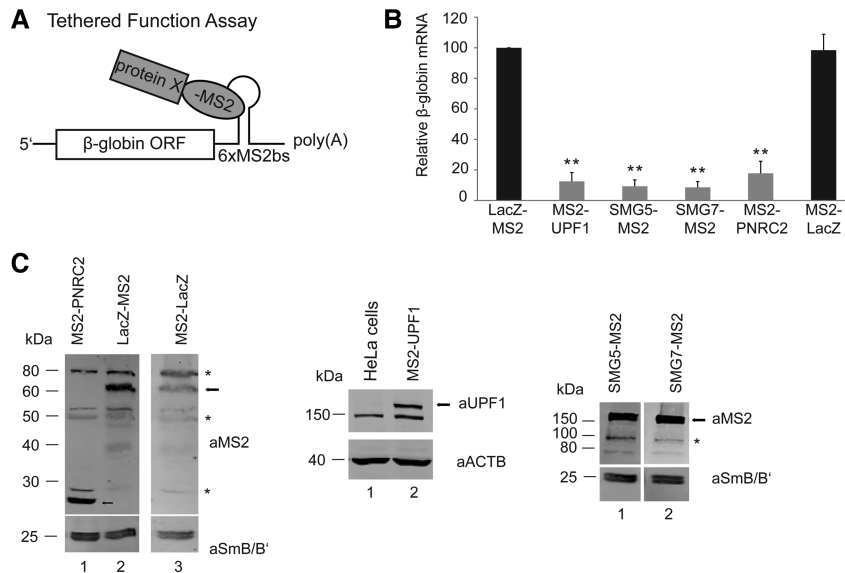 A Tethered Function Assay
protein X
-MS2
5‘
β-globin ORF
6xMS2bs
poly(A)
B
Relative β-globin mRNA
120
100
80
60
40
20
0
** ** ** **
LacZ-MS2 MS2-UPF1 SMG5-MS2 SMG7-MS2 MS2-PNRC2 MS2-LacZ
C
MS2-PNRC2
LacZ-MS2
MS2-LacZ
kDa
80
*
60
50
*
aMS2
40
30
*
25
aSmB/B‘
1 2 3
HeLa cells
MS2-UPF1
kDa
aUPF1
150
40
aACTB
1 2
SMG5-MS2
SMG7-MS2
kDa
150
aMS2
100
*
80
25
aSmB/B‘
1 2